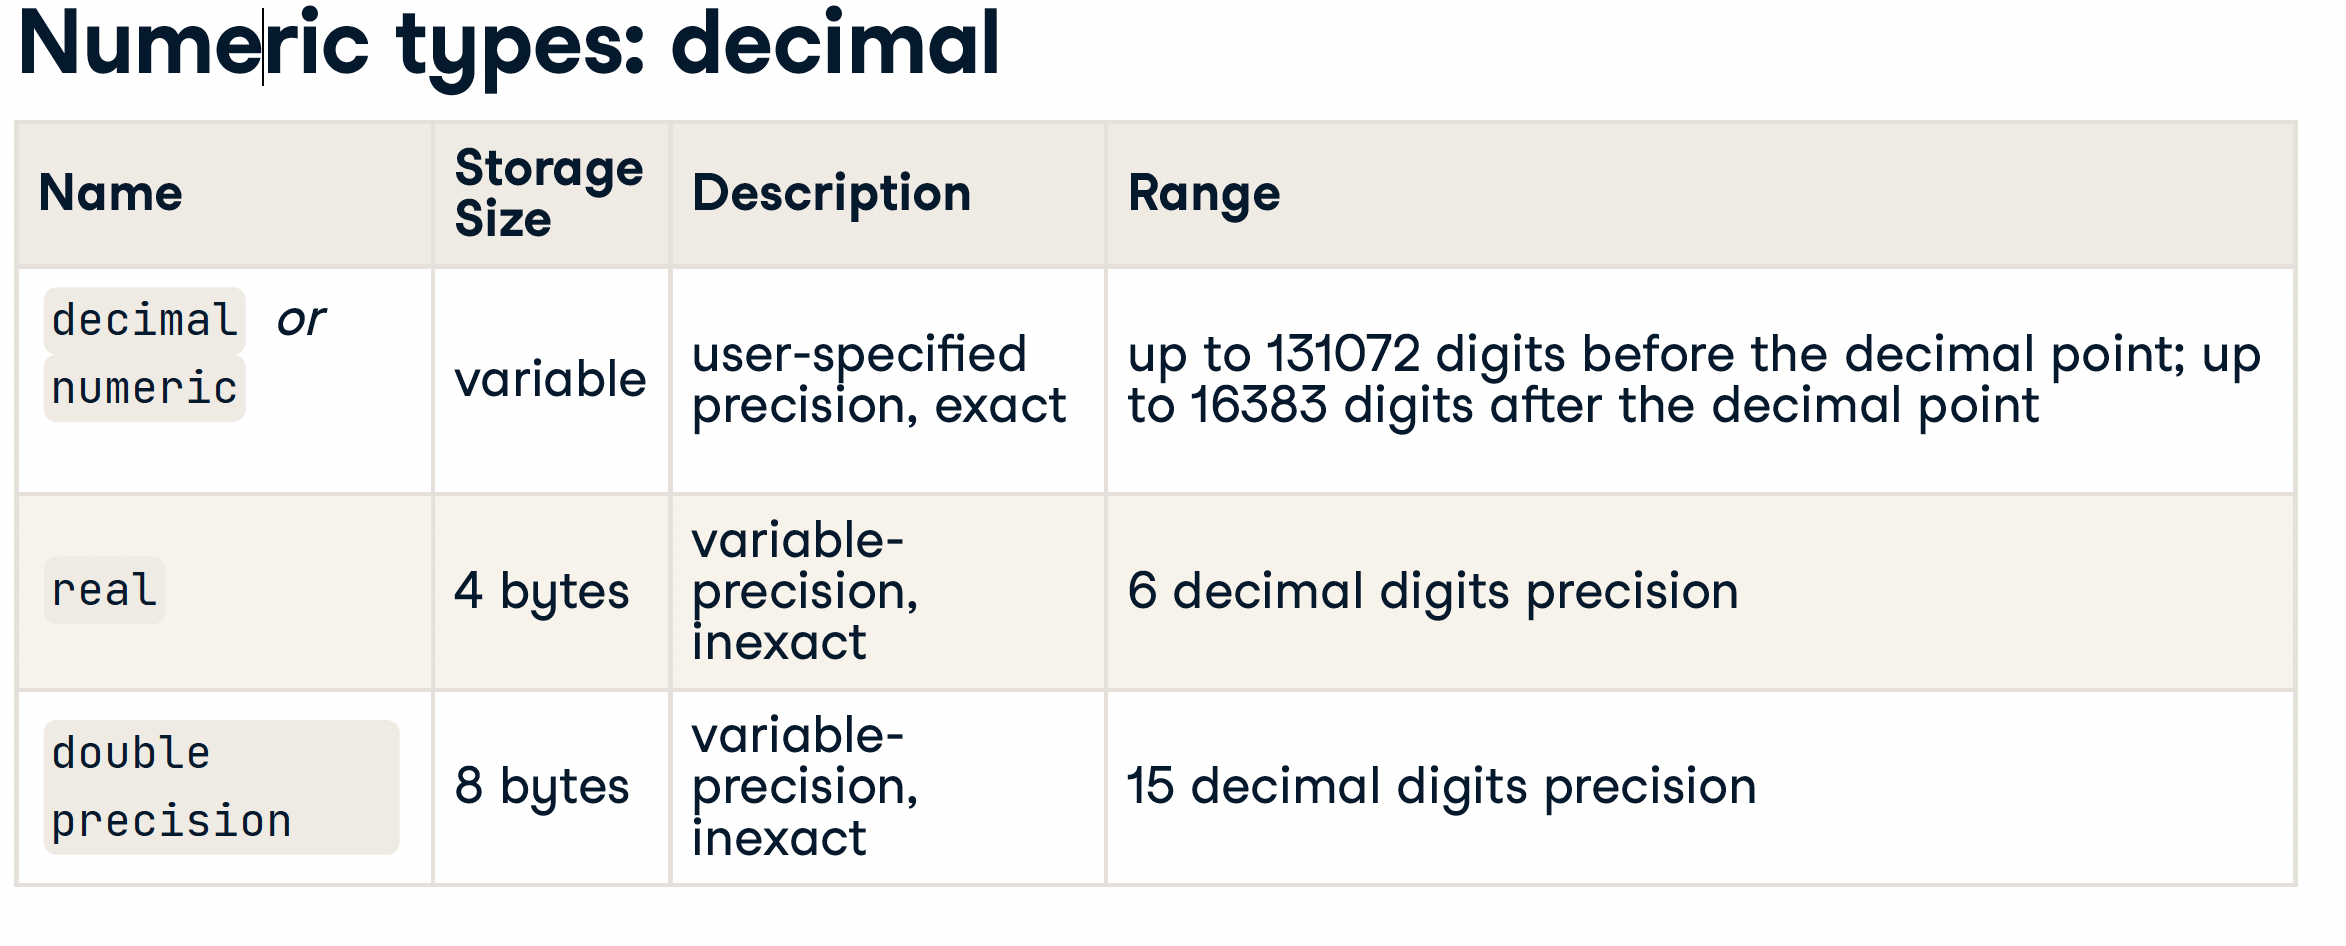 Numeric types: decimal
Name
Storage
Size
Description
Range
decimal or
numeric
variable
user-specified
precision, exact
up to 131072 digits before the decimal point; up
to 16383 digits after the decimal point
real
4 bytes
variable-
precision,
inexact
6 decimal digits precision
double
precision
8 bytes
variable-
precision,
inexact
15 decimal digits precision